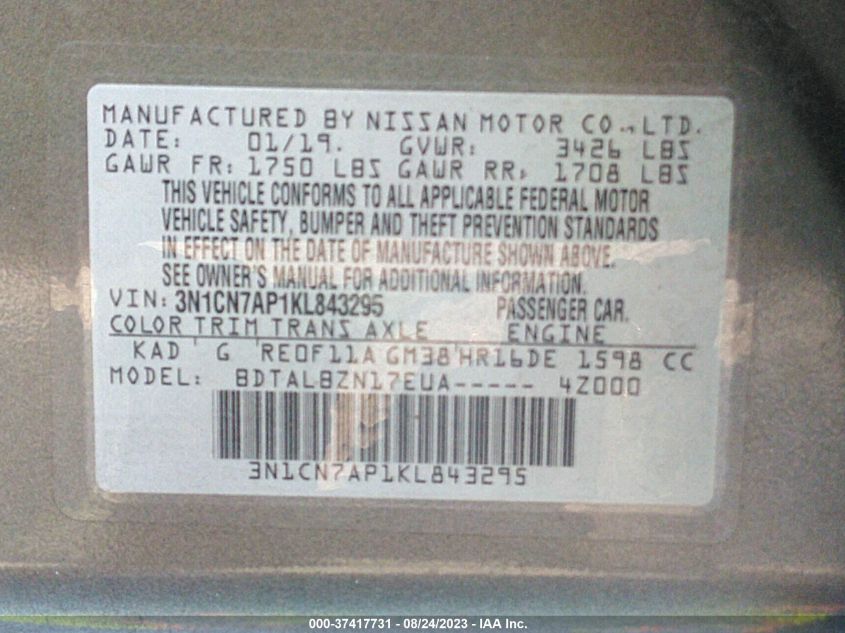 MANUFACTURED BY NISSAN MOTOR CO., LTD.
DATE: 01/19. GVWR: 3426 LBS
GAWR FR: 1750 LBS GAWR RR: 1708 LBS
THIS VEHICLE CONFORMS TO ALL APPLICABLE FEDERAL MOTOR
VEHICLE SAFETY, BUMPER AND THEFT PREVENTION STANDARDS
IN EFFECT ON THE DATE OF MANUFACTURE SHOWN ABOVE.
SEE OWNER'S MANUAL FOR ADDITIONAL INFORMATION.
VIN: 3N1CN7AP1KL843295 PASSENGER CAR.
COLOR TRIM TRANS AXLE ENGINE
KAD G RE0F11A GM38 HR16DE 1598 CC
MODEL: BDTALBZN17EUA----- 4Z000
3N1CN7AP1KL843295
000-37417731 - 08/24/2023 - IAA Inc.